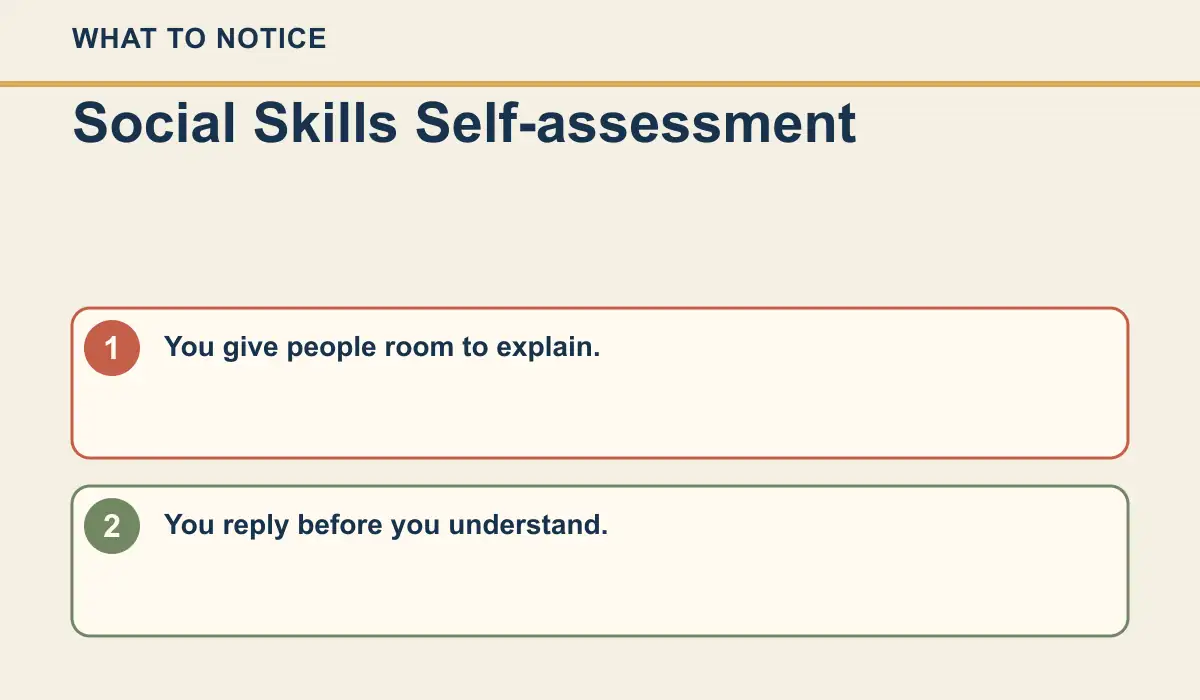 WHAT TO NOTICE
Social Skills Self-assessment
1 You give people room to explain.
2 You reply before you understand.